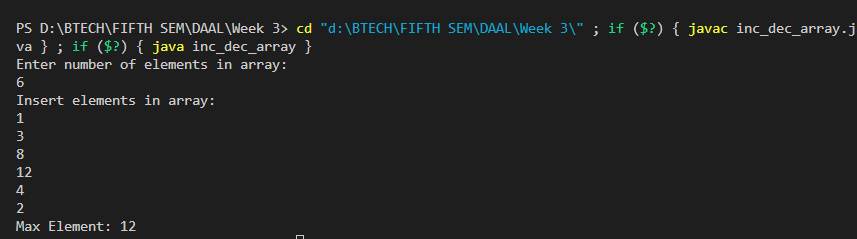 PS D:\BTECH\FIFTH SEM\DAAL\Week 3> cd "d:\BTECH\FIFTH SEM\DAAL\Week 3\" ; if ($?) { javac inc_dec_array.j
va } ; if ($?) { java inc_dec_array }
Enter number of elements in array:
6
Insert elements in array:
1
3
8
12
4
2
Max Element: 12